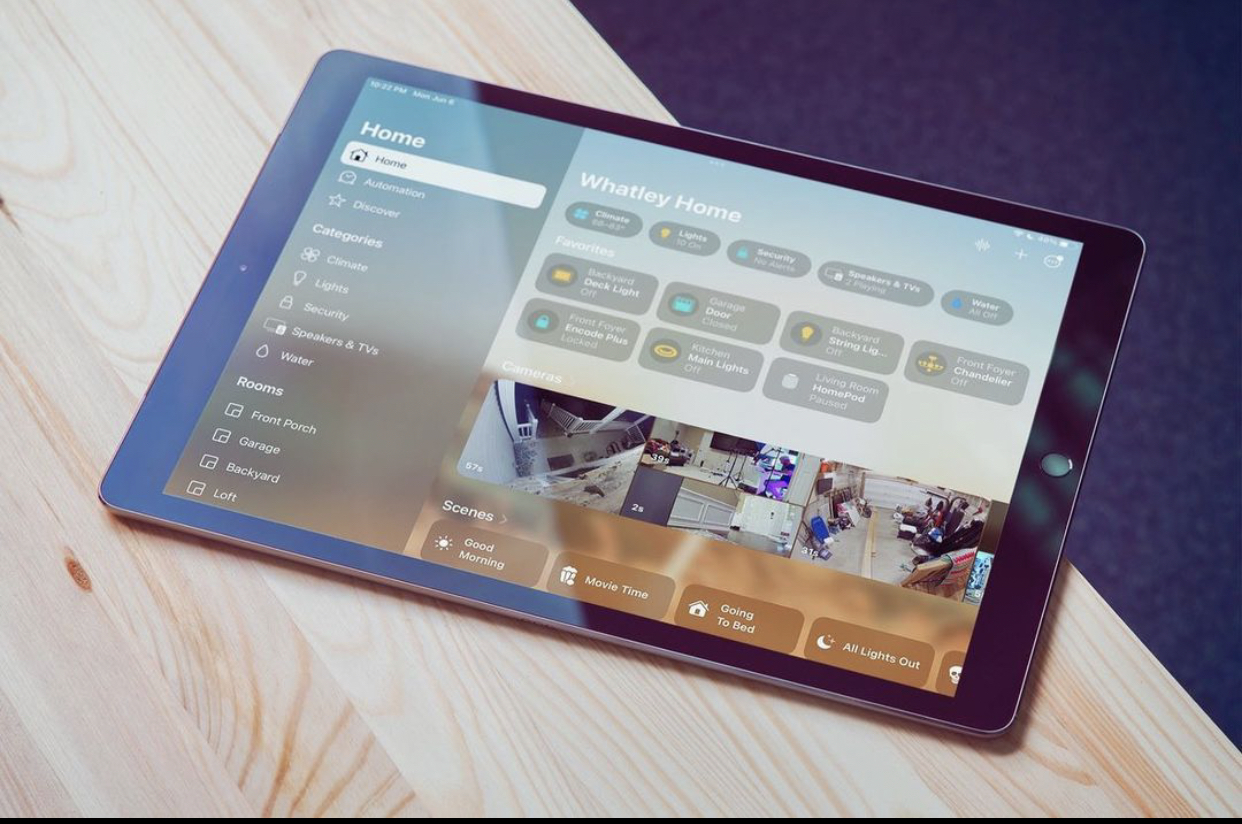 10:22 PM Mon Jun 6
Home
Home
Automation
Discover
Categories
Climate
Lights
Security
Speakers & TVs
Water
Rooms
Front Porch
Garage
Backyard
Loft
Whatley Home
Climate
Lights
10 On
Security
No Alerts
Speakers & TVs
2 Playing
Water
All Off
Favorites
Backyard
Deck Light
Off
Garage
Door
Closed
Backyard
String Lig...
Off
Front Foyer
Chandelier
Off
Front Foyer
Encode Plus
Locked
Kitchen
Main Lights
Off
Living Room
HomePod
Paused
Cameras
57s
39s
2s
31s
Scenes
Good
Morning
Movie Time
Going
To Bed
All Lights Out